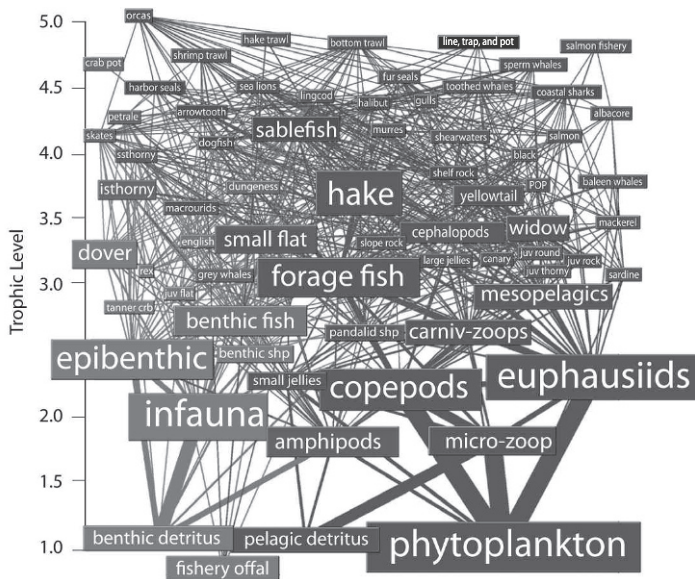 5.0
orcas
hake trawl
bottom trawl
line, trap, and pot
salmon fishery
shrimp trawl
crab pot
sperm whales
fur seals
4.5
harbor seals
sea lions
toothed whales
lingcod
coastal sharks
halibut
gulls
petrale
arrowtooth
albacore
skates
sablefish
murres
shearwaters
salmon
dogfish
4.0
ssthorny
black
shelf rock
isthorny
dungeness
hake
yellowtail
POP
baleen whales
macrourids
3.5
mackerel
small flat
cephalopods
widow
english
slope rock
dover
juv round
rex
grey whales
forage fish
large jellies
canary
juv rock
juv thorny
sardine
3.0
Trophic Level
juv flat
mesopelagics
tanner crb
benthic fish
pandalid shp
carniv-zoops
epibenthic
benthic shp
euphausiids
small jellies
copepods
2.0
infauna
amphipods
micro-zoop
benthic detritus
pelagic detritus
phytoplankton
1.0
fishery offal